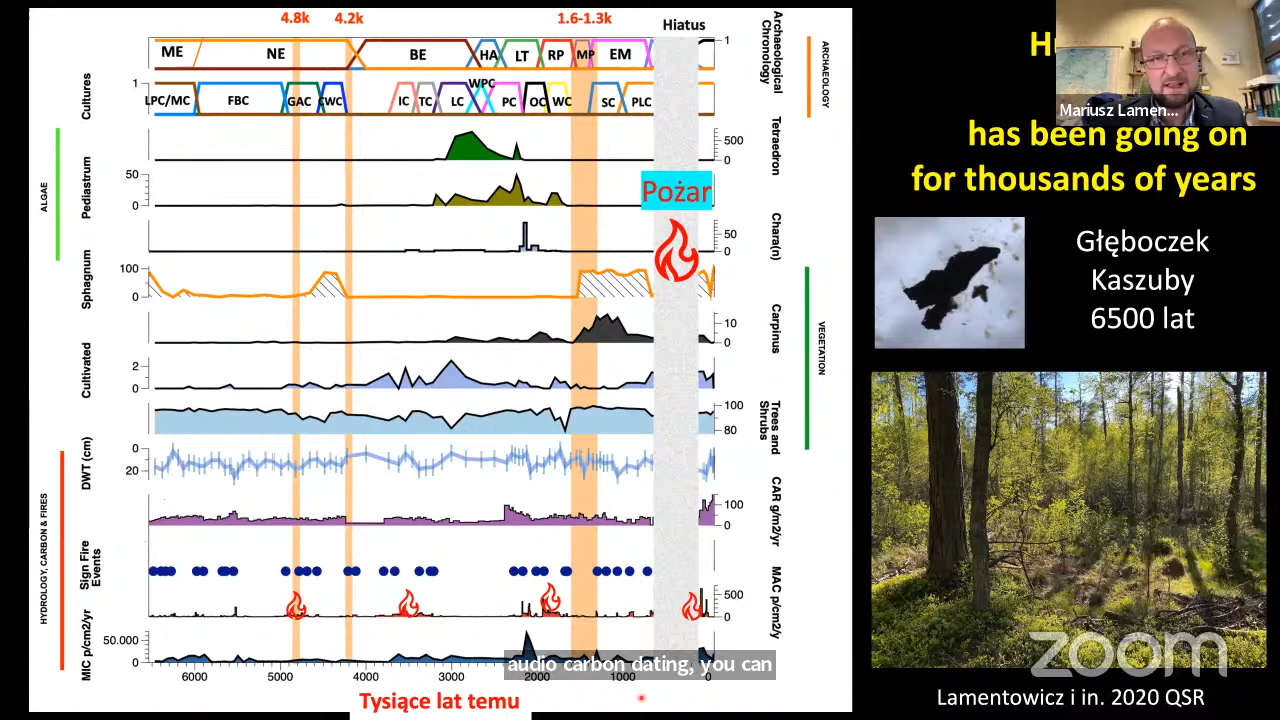 4.8k
4.2k
1.6-1.3k
Hiatus
ME
NE
BE
HA
LT
RP
MP
EM
1
Archaeological Chronology
ARCHAEOLOGY
Cultures
1
LPC/MC
FBC
GAC
CWC
IC
TC
LC
WPC
PC
OC
WC
SC
PLC
ALGAE
Tetraedron
500
0
Pediastrum
50
0
Pożar
Chara(n)
50
0
Sphagnum
100
0
Carpinus
10
0
VEGETATION
Cultivated
2
0
Trees and Shrubs
100
80
DWT (cm)
0
20
CAR g/m2/yr
100
0
HYDROLOGY, CARBON & FIRES
Sign Fire Events
MAC p/cm2/y
500
0
MIC p/cm2/yr
50.000
0
6000
5000
4000
3000
2000
1000
0
audio carbon dating, you can
Tysiące lat temu
Mariusz Lamen...
has been going on
for thousands of years
Głęboczek
Kaszuby
6500 lat
zoom
Lamentowicz i in. 2020 QSR